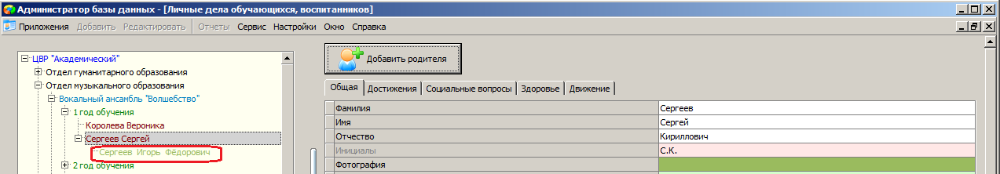 Администратор базы данных - [Личные дела обучающихся, воспитанников]
Приложения Добавить Редактировать Отчеты Сервис Настройки Окно Справка
ЦВР "Академический"
Отдел гуманитарного образования
Отдел музыкального образования
Вокальный ансамбль "Волшебство"
1 год обучения
Королева Вероника
Сергеев Сергей
Сергеев Игорь Фёдорович
2 год обучения
Добавить родителя
Общая Достижения Социальные вопросы Здоровье Движение
Фамилия Сергеев
Имя Сергей
Отчество Кириллович
Инициалы С.К.
Фотография